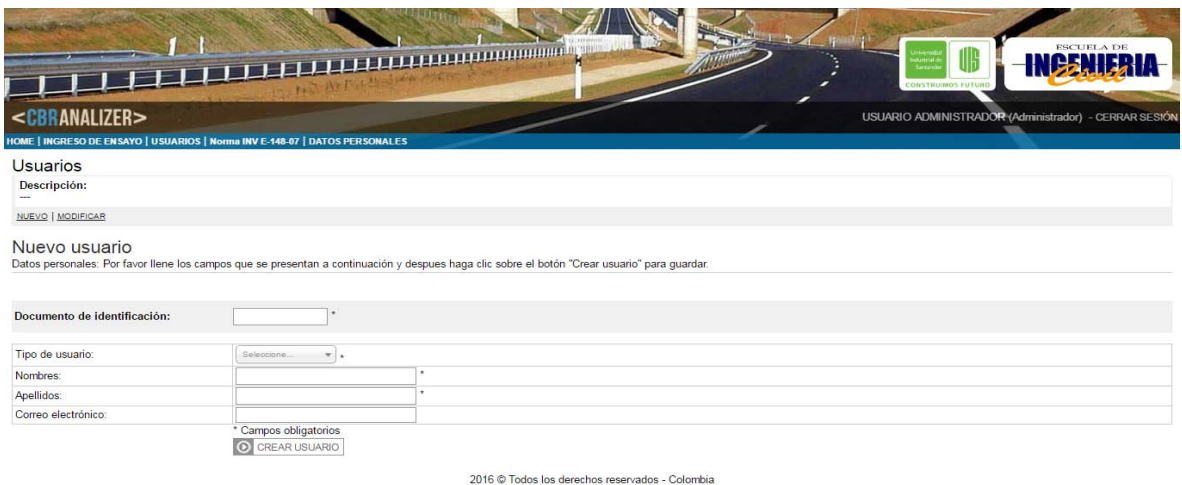 Universidad
Industrial de
Santander
UIS
CONSTRUIMOS FUTURO
ESCUELA DE
INGENIERIA
Civil
<CBRANALIZER>
USUARIO ADMINISTRADOR (Administrador) - CERRAR SESIÓN
HOME | INGRESO DE ENSAYO | USUARIOS | Norma INV E-148-07 | DATOS PERSONALES
Usuarios
Descripción:
---
NUEVO | MODIFICAR
Nuevo usuario
Datos personales: Por favor llene los campos que se presentan a continuación y despues haga clic sobre el botón "Crear usuario" para guardar.
Documento de identificación: *
Tipo de usuario: Seleccione... *
Nombres: *
Apellidos: *
Correo electrónico:
* Campos obligatorios
CREAR USUARIO
2016 © Todos los derechos reservados - Colombia